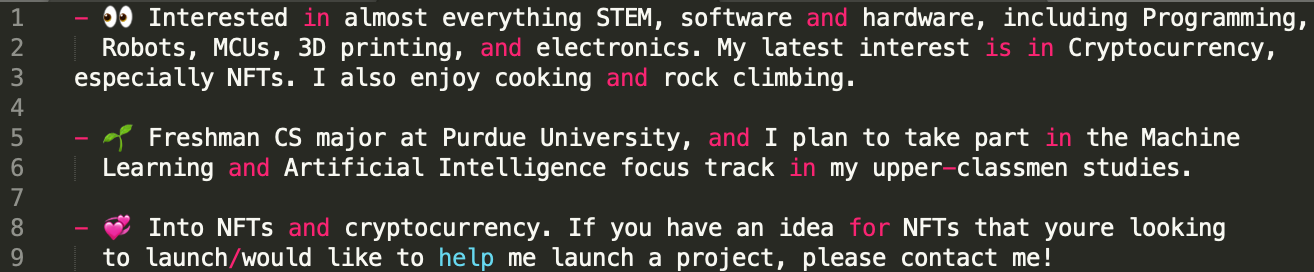 1 - 👀 Interested in almost everything STEM, software and hardware, including Programming,
2 Robots, MCUs, 3D printing, and electronics. My latest interest is in Cryptocurrency,
3 especially NFTs. I also enjoy cooking and rock climbing.
4
5 - 🌱 Freshman CS major at Purdue University, and I plan to take part in the Machine
6 Learning and Artificial Intelligence focus track in my upper-classmen studies.
7
8 - 💞 Into NFTs and cryptocurrency. If you have an idea for NFTs that youre looking
9 to launch/would like to help me launch a project, please contact me!